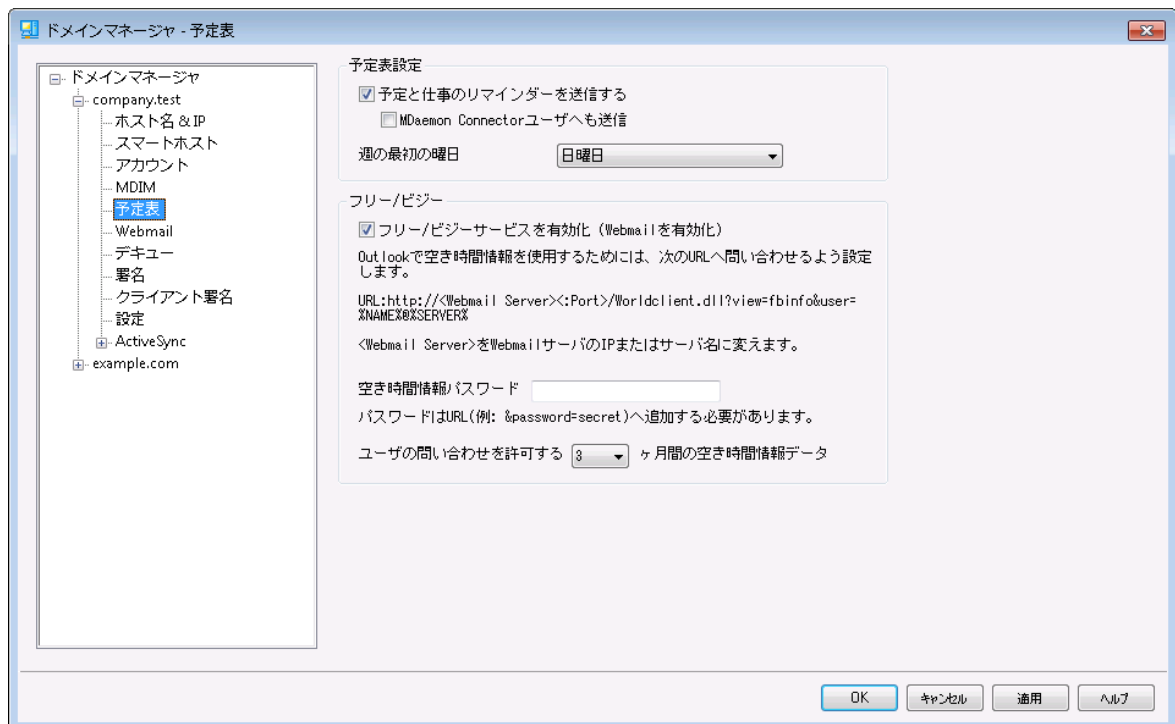 ドメインマネージャ - 予定表
ドメインマネージャ
company.test
ホスト名 & IP
スマートホスト
アカウント
MDIM
予定表
Webmail
デキュー
署名
クライアント署名
設定
ActiveSync
example.com
予定表設定
予定と仕事のリマインダーを送信する
MDaemon Connectorユーザへも送信
週の最初の曜日
日曜日
フリー/ビジー
フリー/ビジーサービスを有効化 (Webmailを有効化)
Outlookで空き時間情報を使用するためには、次のURLへ問い合わせるよう設定
します。
URL:http://<Webmail Server><:Port>/Worldclient.dll?view=fbinfo&user=
%NAME%@%SERVER%
<Webmail Server>をWebmailサーバのIPまたはサーバ名に変えます。
空き時間情報パスワード
パスワードはURL(例: &password=secret)へ追加する必要があります。
ユーザの問い合わせを許可する 3 ヶ月間の空き時間情報データ
OK キャンセル 適用 ヘルプ